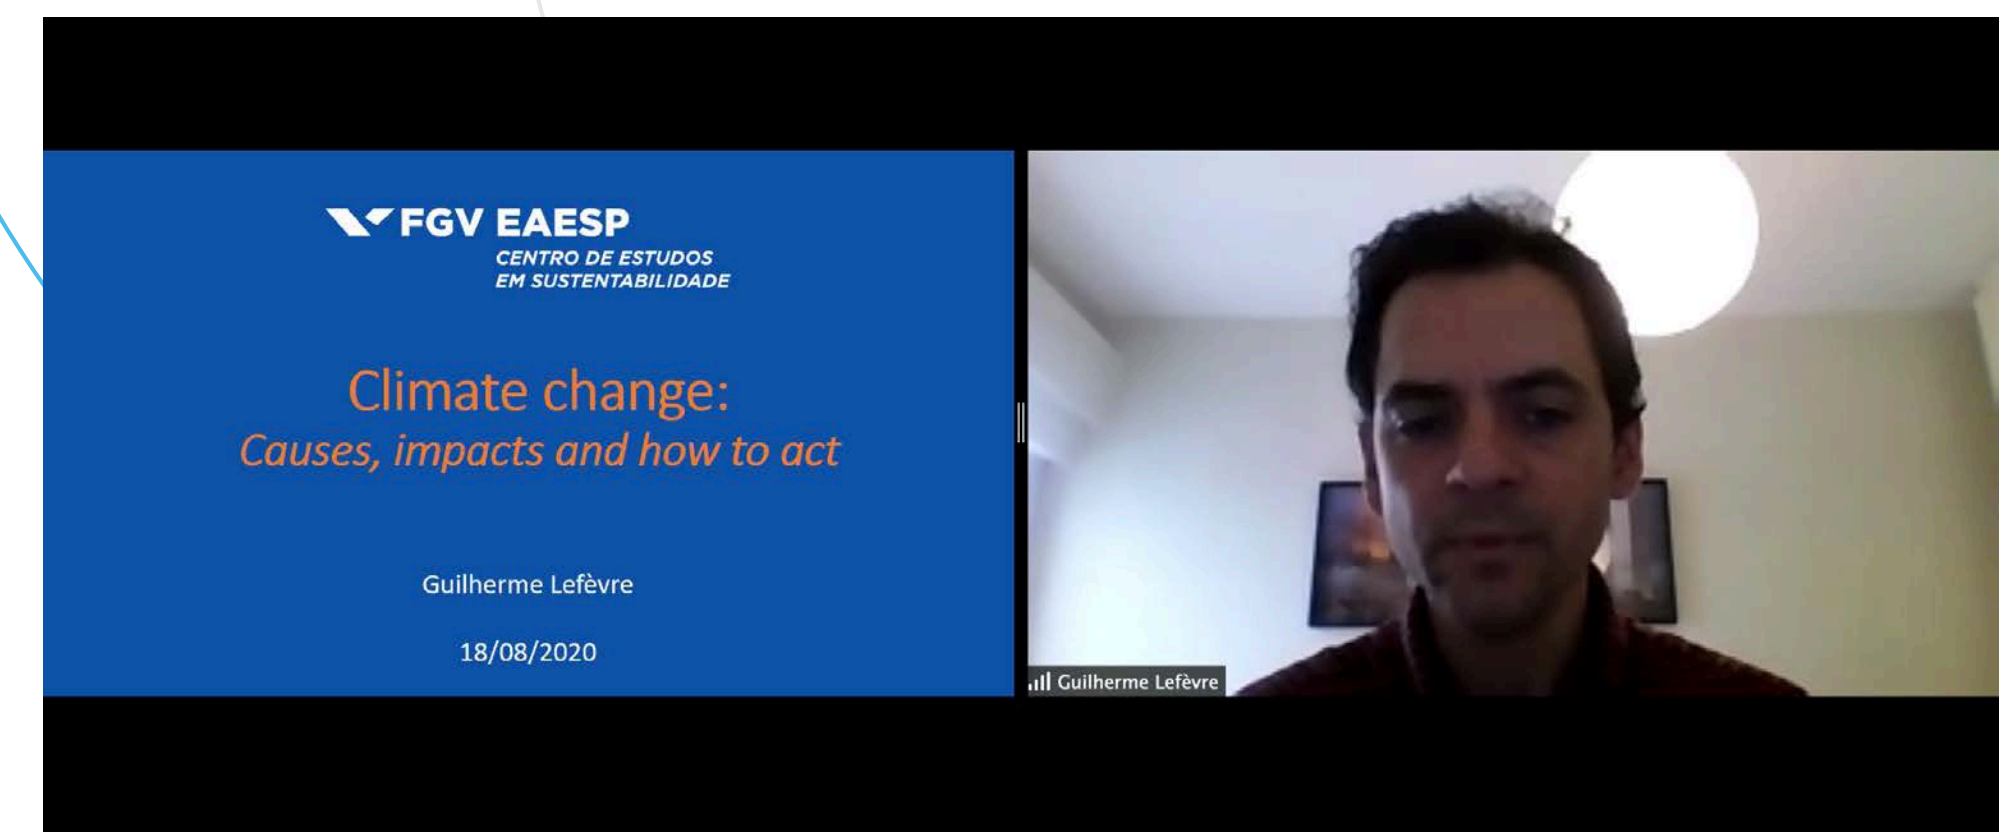 FGV EAESP
CENTRO DE ESTUDOS
EM SUSTENTABILIDADE
Climate change:
Causes, impacts and how to act
Guilherme Lefèvre
18/08/2020
Guilherme Lefèvre